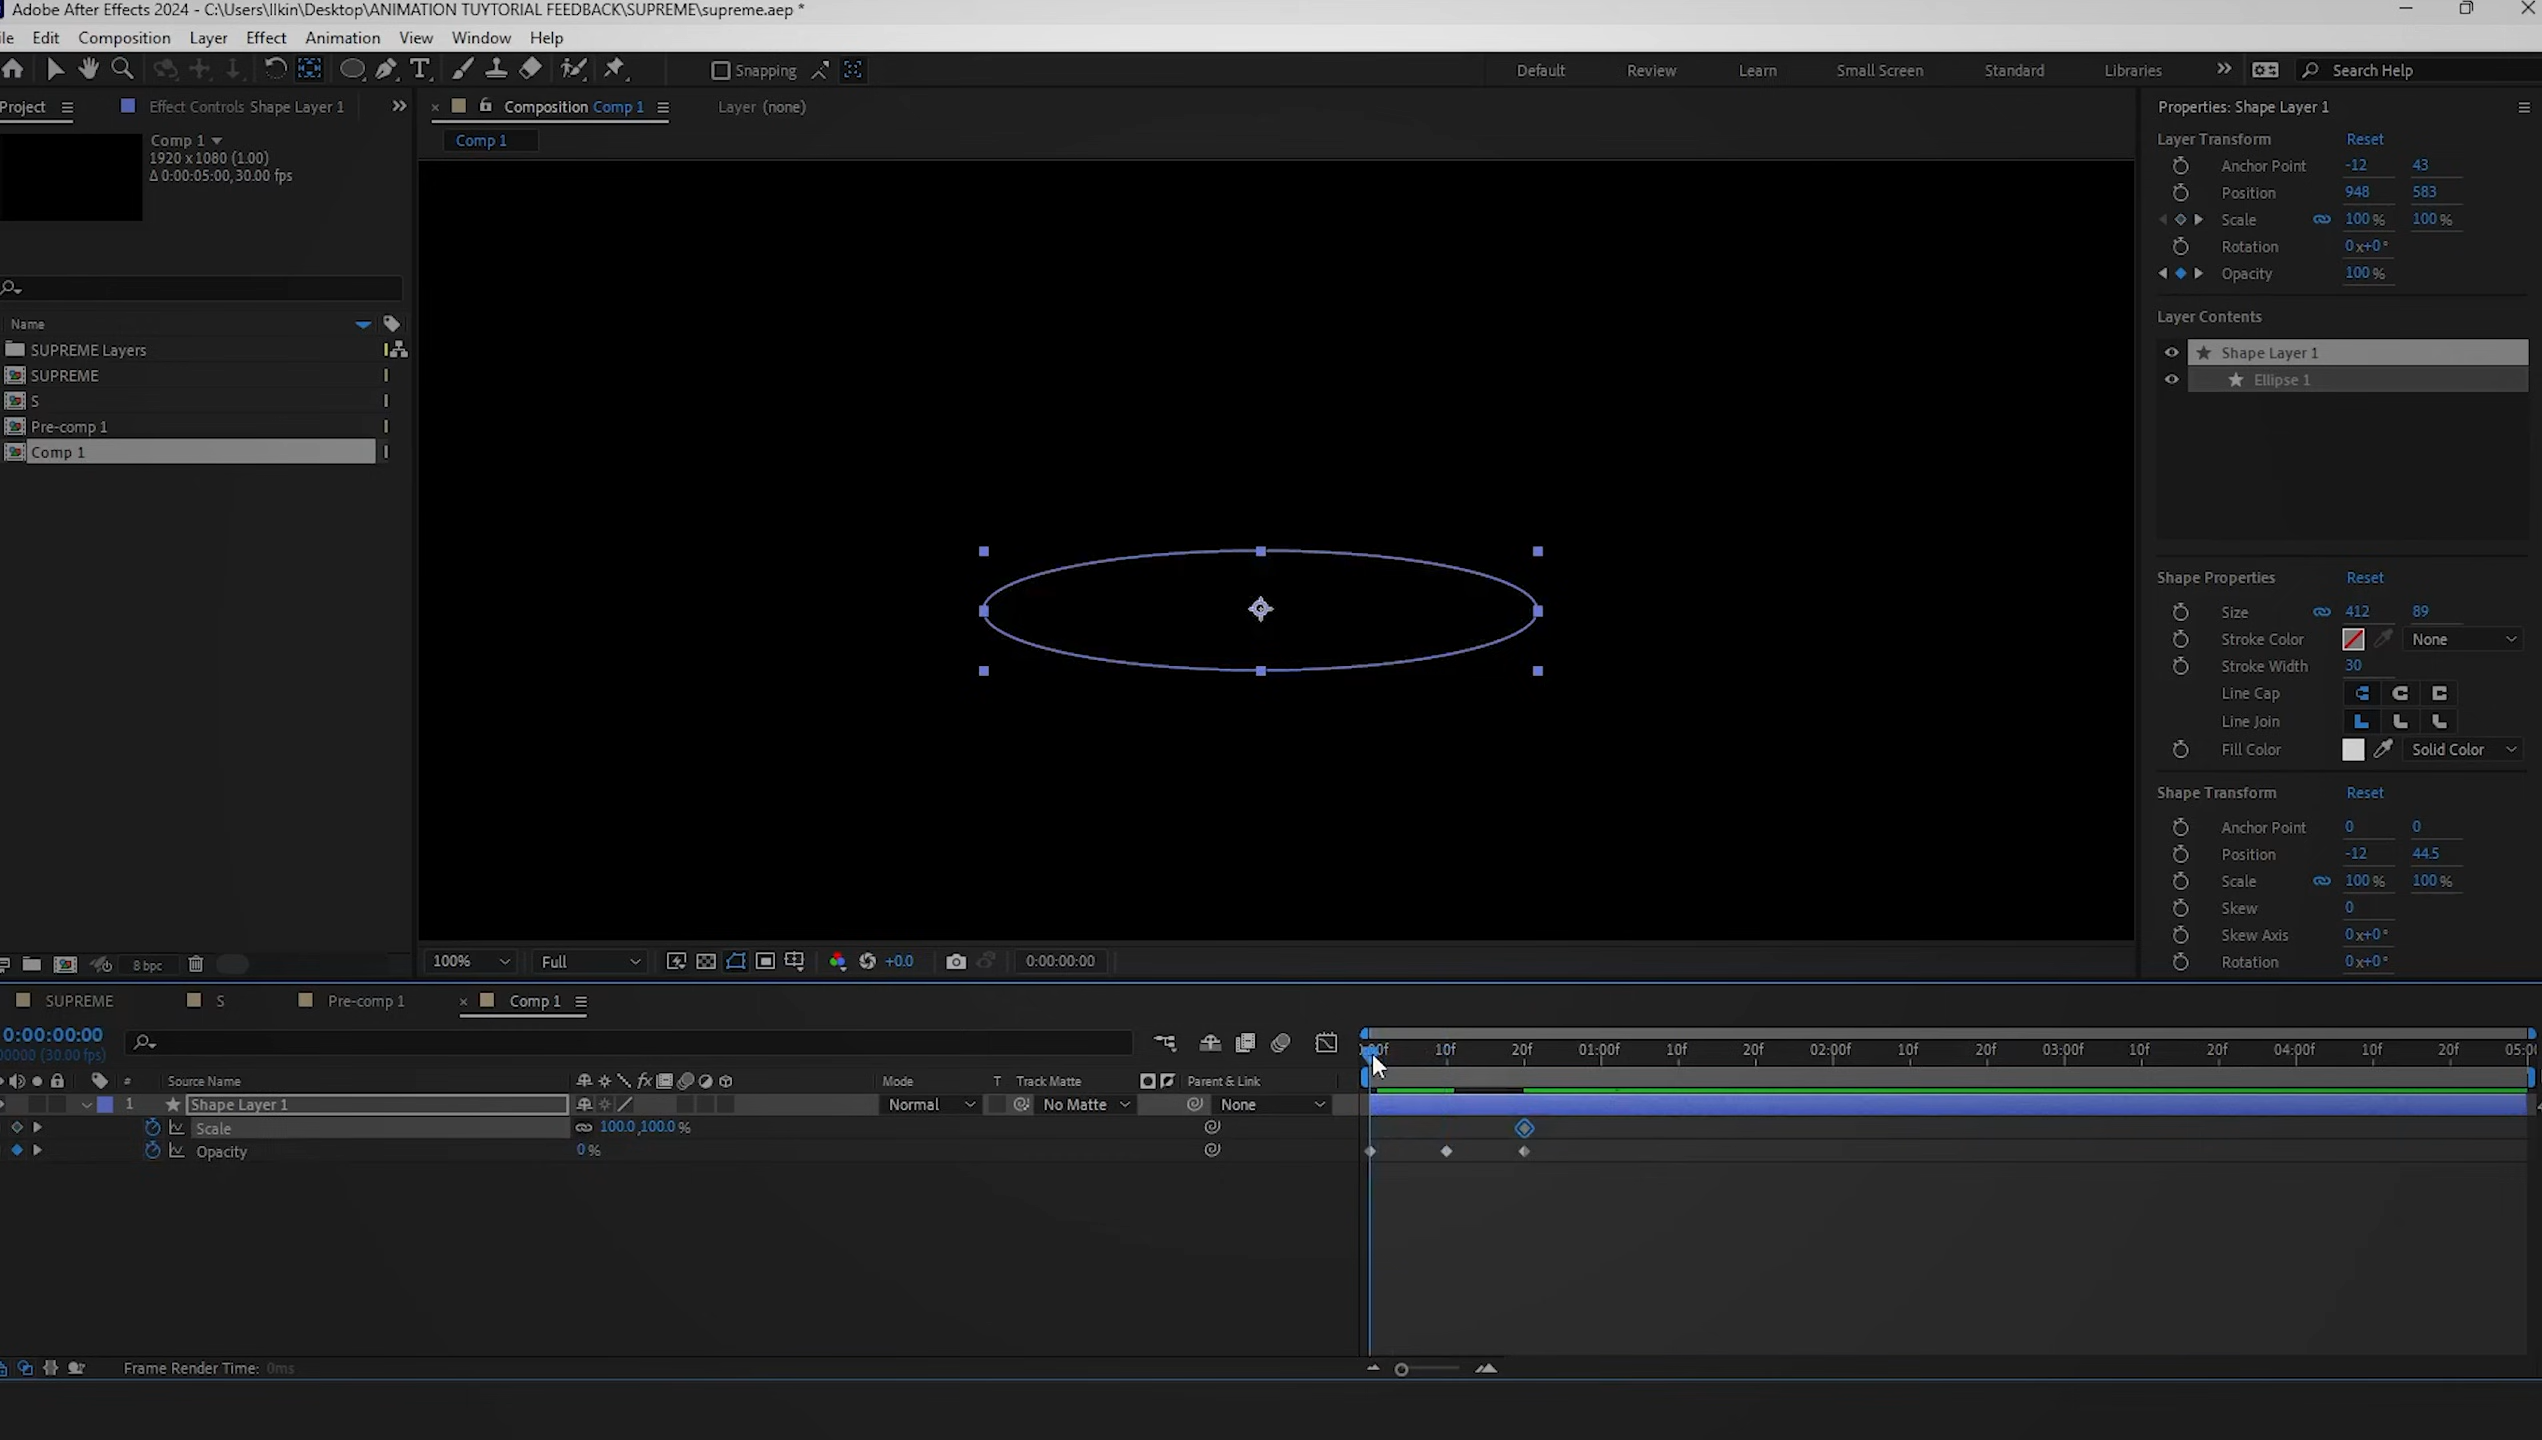 Adobe After Effects 2024 - C:\Users\Ilkin\Desktop\ANIMATION TUYTORIAL FEEDBACK\SUPREME\supreme.aep *
ile Edit Composition Layer Effect Animation View Window Help
Snapping Default Review Learn Small Screen Standard Libraries Search Help
Project Effect Controls Shape Layer 1 Composition Comp 1 Layer (none) Properties: Shape Layer 1
Comp 1
1920 x 1080 (1.00)
Δ 0:00:05:00, 30.00 fps
Comp 1
Name
SUPREME Layers
SUPREME
S
Pre-comp 1
Comp 1
Layer Transform Reset
Anchor Point -12 43
Position 948 583
Scale 100 % 100 %
Rotation 0 x+0 °
Opacity 100 %
Layer Contents
Shape Layer 1
Ellipse 1
Shape Properties Reset
Size 412 89
Stroke Color None
Stroke Width 30
Line Cap
Line Join
Fill Color Solid Color
Shape Transform Reset
Anchor Point 0 0
Position -12 44.5
Scale 100 % 100 %
Skew 0
Skew Axis 0 x+0 °
Rotation 0 x+0 °
8 bpc 100% Full +0.0 0:00:00:00
SUPREME S Pre-comp 1 Comp 1
0:00:00:00
00000 (30.00 fps)
10f 20f 01:00f 10f 20f 02:00f 10f 20f 03:00f 10f 20f 04:00f 10f 20f 05:0
# Source Name Mode T Track Matte Parent & Link
1 Shape Layer 1 Normal No Matte None
Scale 100.0,100.0 %
Opacity 0 %
Frame Render Time: 0ms